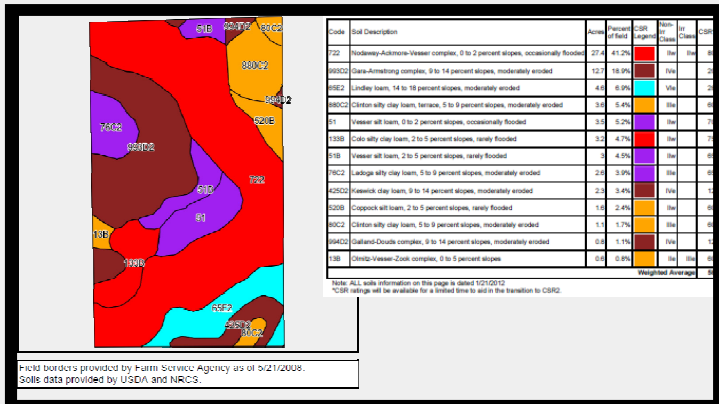 51B 994D2 80C2
880C2
994D2
520B
76C2
993D2
722
51B
51
13B
133B
65E2
425D2
80C2
Field borders provided by Farm Service Agency as of 5/21/2008.
Soils data provided by USDA and NRCS.
Code Soil Description Acres Percent of field CSR Legend Non-Irr Class Irr Class
722 Nodaway-Ackmore-Vesser complex, 0 to 2 percent slopes, occasionally flooded 27.4 41.2% IIw IIw
993D2 Gara-Armstrong complex, 9 to 14 percent slopes, moderately eroded 12.7 18.9% IVe
65E2 Lindley loam, 14 to 18 percent slopes, moderately eroded 4.6 6.9% VIe
880C2 Clinton silty clay loam, terrace, 5 to 9 percent slopes, moderately eroded 3.6 5.4% IIIe
51 Vesser silt loam, 0 to 2 percent slopes, occasionally flooded 3.5 5.2% IIw
133B Colo silty clay loam, 2 to 5 percent slopes, rarely flooded 3.2 4.7% IIw
51B Vesser silt loam, 2 to 5 percent slopes, rarely flooded 3 4.5% IIw
76C2 Ladoga silty clay loam, 5 to 9 percent slopes, moderately eroded 2.6 3.9% IIIe
425D2 Keswick clay loam, 9 to 14 percent slopes, moderately eroded 2.3 3.4% IVe
520B Coppock silt loam, 2 to 5 percent slopes, rarely flooded 1.6 2.4% IIw
80C2 Clinton silty clay loam, 5 to 9 percent slopes, moderately eroded 1.1 1.7% IIIe
994D2 Galland-Douds complex, 9 to 14 percent slopes, moderately eroded 0.8 1.1% IVe
13B Olmitz-Vesser-Zook complex, 0 to 5 percent slopes 0.6 0.8% IIe IIIe
Weighted Average
Note: ALL soils information on this page is dated 1/21/2012
*CSR ratings will be available for a limited time to aid in the transition to CSR2.